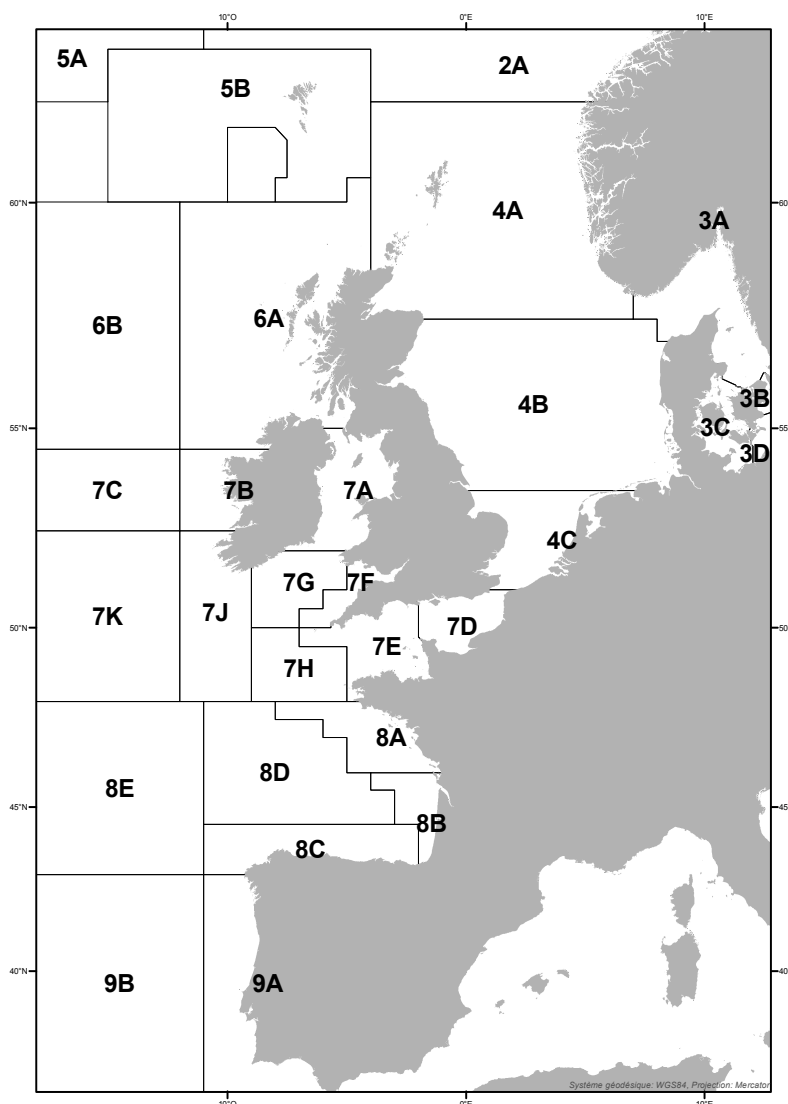 10°O 0°E 10°E
5A
2A
5B
60°N 60
4A
3A
6B
6A
4B
3B
55°N 55
3C
3D
7C
7B
7A
4C
7G
7F
7K
7J
7D
50°N 50
7E
7H
8A
8D
8E
45°N 45
8B
8C
40°N 40
9B
9A
Système géodésique: WGS84, Projection: Mercator
10°O 0°E 10°E